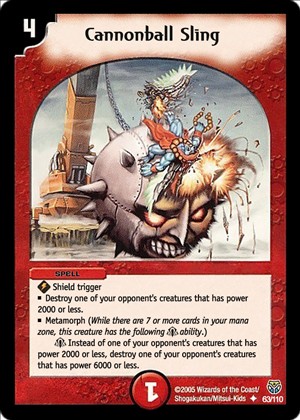 4
Cannonball Sling
SPELL
Shield trigger
■ Destroy one of your opponent's creatures that has power
2000 or less.
■ Metamorph (While there are 7 or more cards in your mana
zone, this creature has the following ability.)
Instead of one of your opponent's creatures that has
power 2000 or less, destroy one of your opponent's creatures
that has power 6000 or less.
©2005 Wizards of the Coast/
Shogakukan/Mitsui-Kids ♦ 63/110